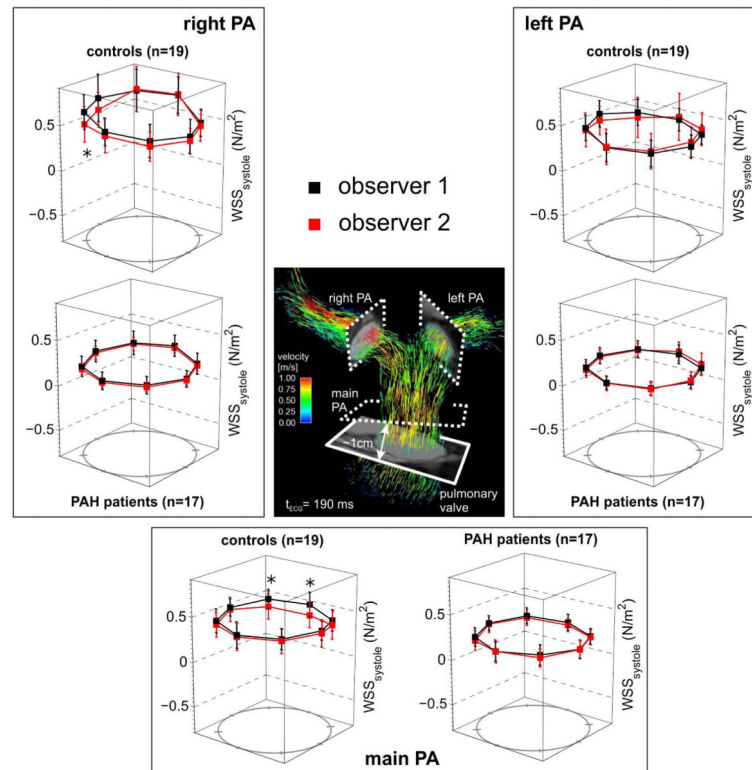 right PA
controls (n=19)
0.5
0
−0.5
WSSsystole (N/m²)
*
0.5
0
−0.5
WSSsystole (N/m²)
PAH patients (n=17)
observer 1
observer 2
right PA
left PA
velocity
[m/s]
1.00
0.75
0.50
0.25
0.00
main
PA
~1cm
pulmonary
valve
tECG= 190 ms
left PA
controls (n=19)
0.5
0
−0.5
WSSsystole (N/m²)
0.5
0
−0.5
WSSsystole (N/m²)
PAH patients (n=17)
controls (n=19)
* *
0.5
0
−0.5
WSSsystole (N/m²)
PAH patients (n=17)
0.5
0
−0.5
WSSsystole (N/m²)
main PA